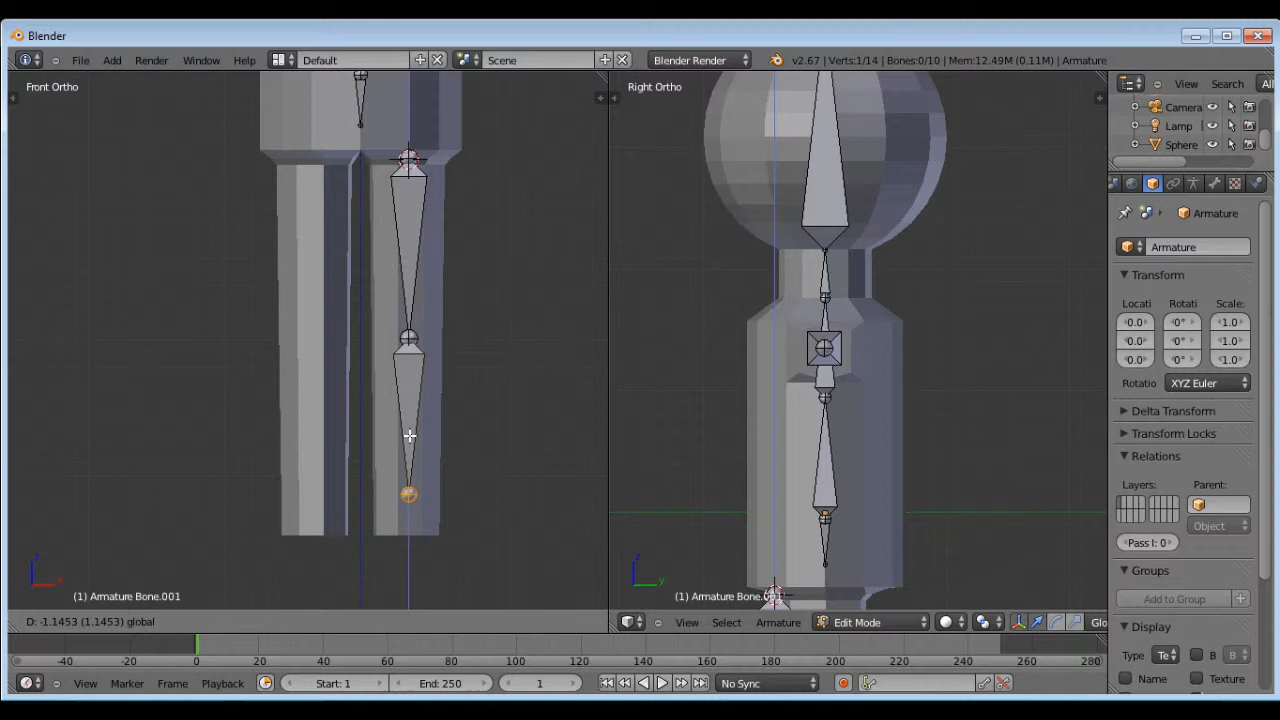 Blender
File Add Render Window Help Default Scene Blender Render v2.67 | Verts:1/14 | Bones:0/10 | Mem:12.49M (0.11M) | Armature
Front Ortho
Right Ortho
View Search All
Camera
Lamp
Sphere
Armature
Armature
Transform
Locati Rotati Scale:
0.0 0° 1.0
0.0 0° 1.0
0.0 0° 1.0
Rotatio XYZ Euler
Delta Transform
Transform Locks
Relations
Layers: Parent:
Object
Pass I: 0
Groups
Add to Group
Display
Type Te B B
Name Texture
z
x
z
y
(1) Armature Bone.001
(1) Armature Bone.
D: -1.1453 (1.1453) global
View Select Armature Edit Mode Glo
-40 -20 0 20 40 60 80 100 120 140 160 180 200 220 240 260 280
View Marker Frame Playback Start: 1 End: 250 1 No Sync